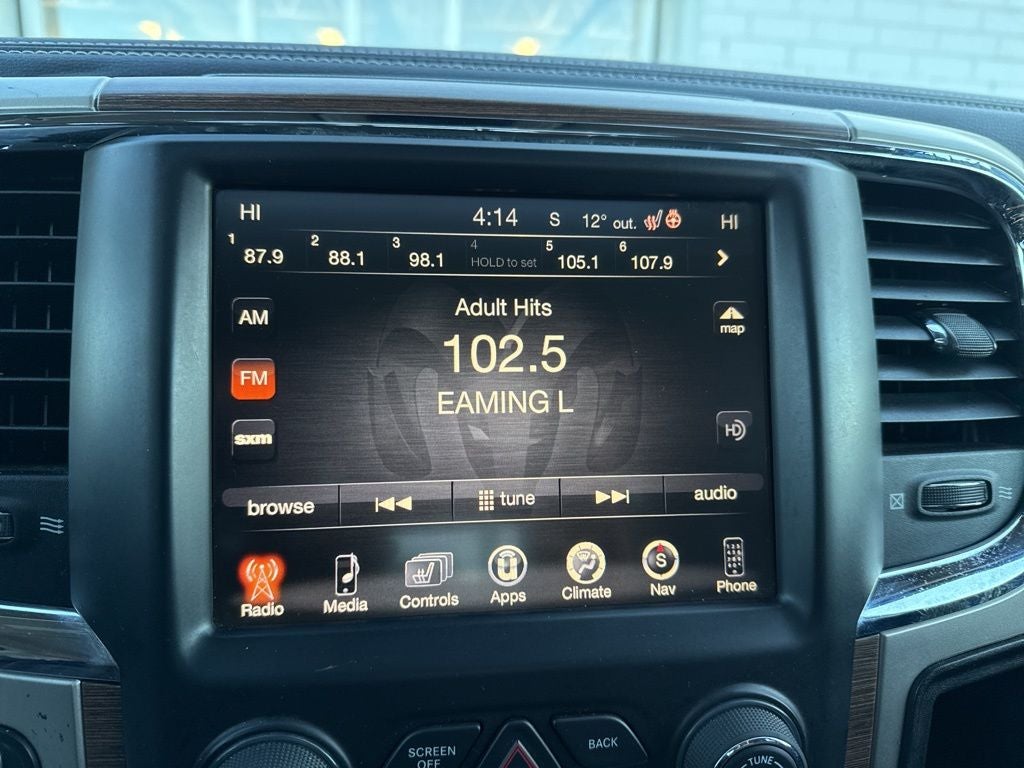 HI 4:14 S 12° out. HI
1 87.9 2 88.1 3 98.1 4 HOLD to set 5 105.1 6 107.9
Adult Hits
AM
map
102.5
FM
EAMING L
sxm
HD
browse tune audio
Radio Media Controls Apps Climate S Nav Phone
SCREEN OFF
BACK
TUNE